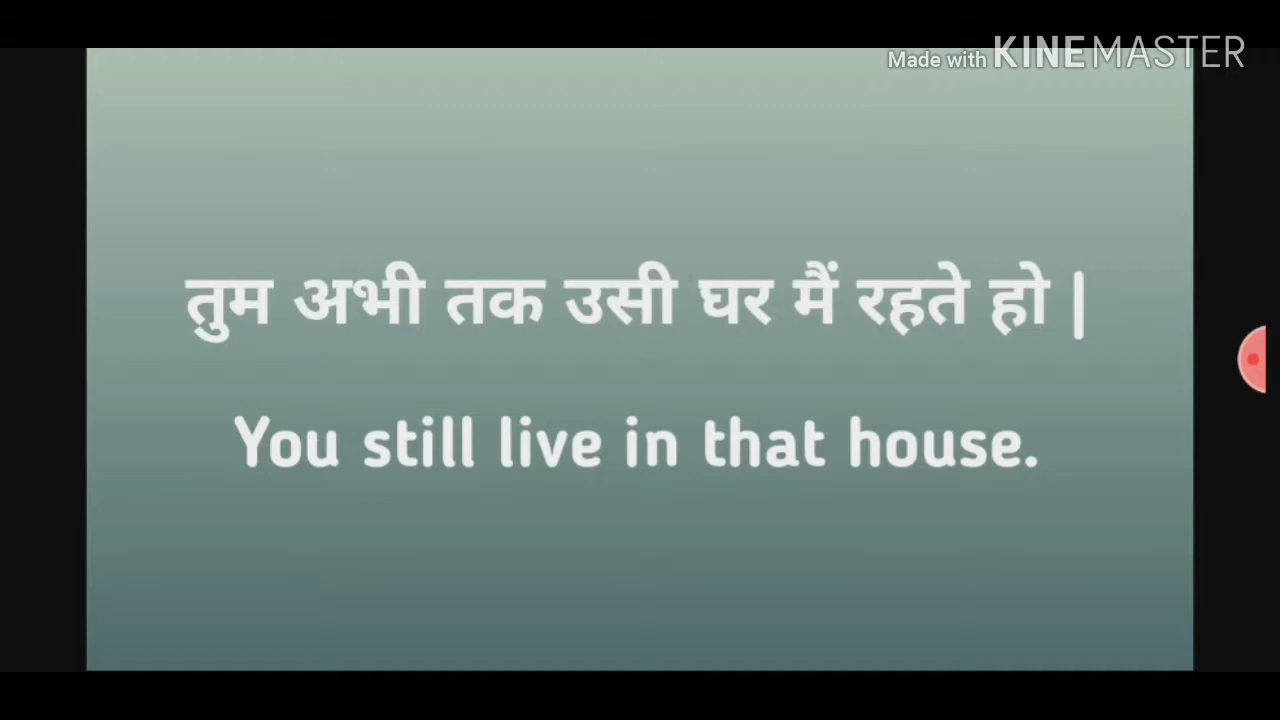 Made with KINEMASTER
तुम अभी तक उसी घर मैं रहते हो |
You still live in that house.